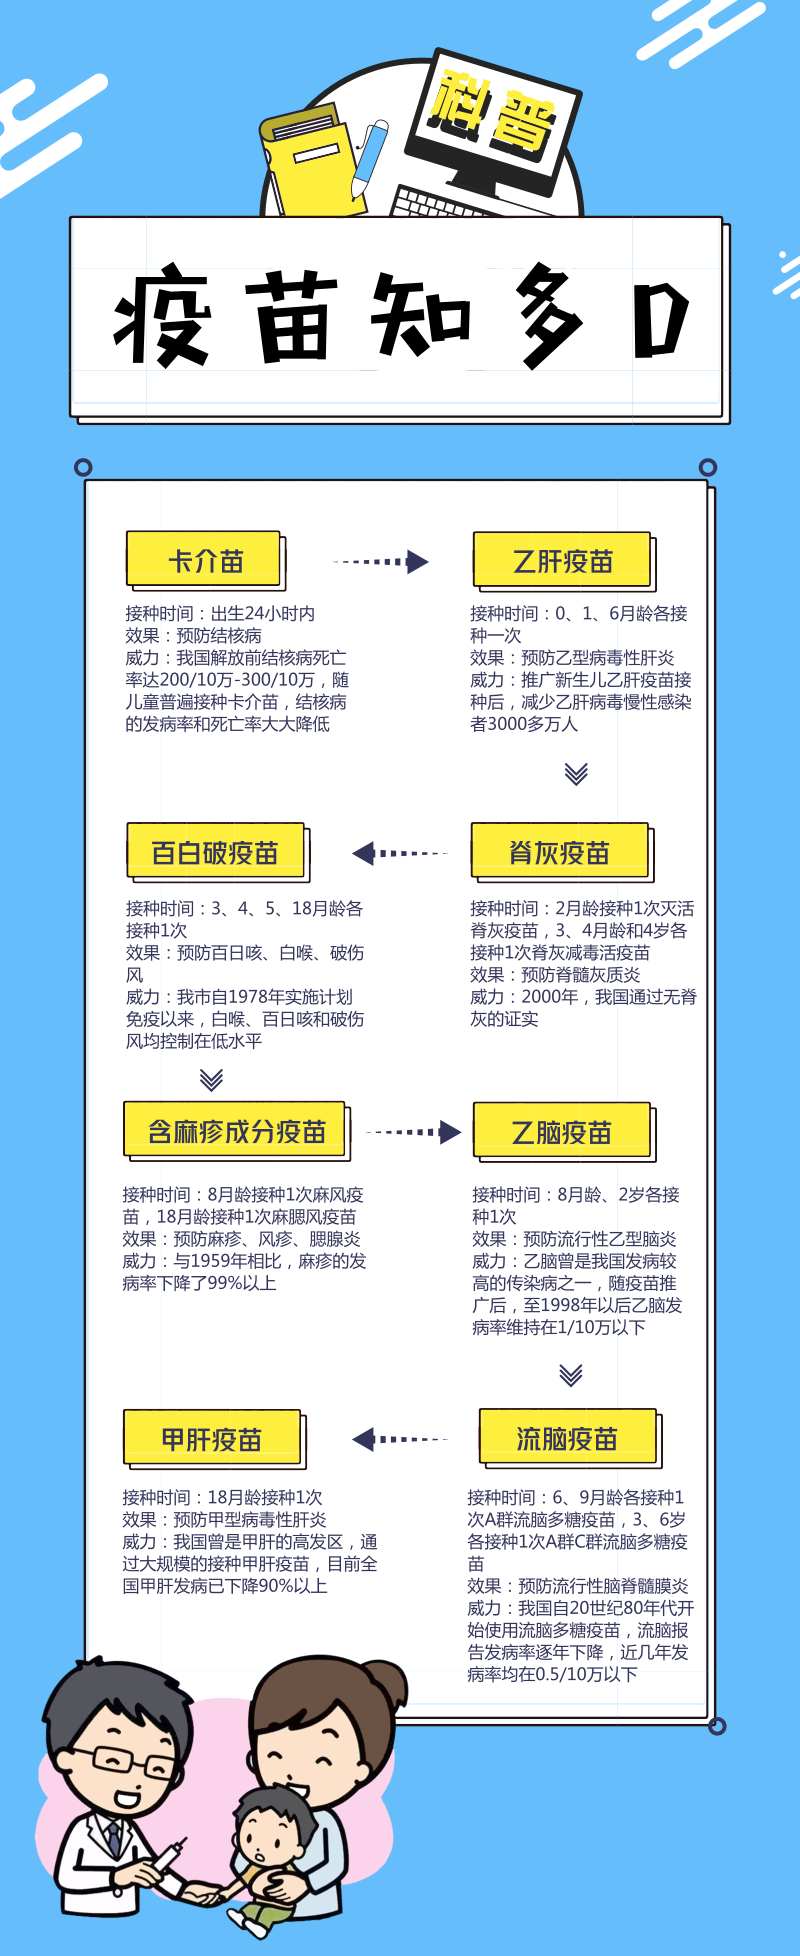 科普
疫苗知多D
卡介苗
接种时间：出生24小时内
效果：预防结核病
威力：我国解放前结核病死亡
率达200/10万-300/10万，随
儿童普遍接种卡介苗，结核病
的发病率和死亡率大大降低
乙肝疫苗
接种时间：0、1、6月龄各接
种一次
效果：预防乙型病毒性肝炎
威力：推广新生儿乙肝疫苗接
种后，减少乙肝病毒慢性感染
者3000多万人
脊灰疫苗
接种时间：2月龄接种1次灭活
脊灰疫苗，3、4月龄和4岁各
接种1次脊灰减毒活疫苗
效果：预防脊髓灰质炎
威力：2000年，我国通过无脊
灰的证实
百白破疫苗
接种时间：3、4、5、18月龄各
接种1次
效果：预防百日咳、白喉、破伤
风
威力：我市自1978年实施计划
免疫以来，白喉、百日咳和破伤
风均控制在低水平
含麻疹成分疫苗
接种时间：8月龄接种1次麻风疫
苗，18月龄接种1次麻腮风疫苗
效果：预防麻疹、风疹、腮腺炎
威力：与1959年相比，麻疹的发
病率下降了99%以上
乙脑疫苗
接种时间：8月龄、2岁各接
种1次
效果：预防流行性乙型脑炎
威力：乙脑曾是我国发病较
高的传染病之一，随疫苗推
广后，至1998年以后乙脑发
病率维持在1/10万以下
流脑疫苗
接种时间：6、9月龄各接种1
次A群流脑多糖疫苗，3、6岁
各接种1次A群C群流脑多糖疫
苗
效果：预防流行性脑脊髓膜炎
威力：我国自20世纪80年代开
始使用流脑多糖疫苗，流脑报
告发病率逐年下降，近几年发
病率均在0.5/10万以下
甲肝疫苗
接种时间：18月龄接种1次
效果：预防甲型病毒性肝炎
威力：我国曾是甲肝的高发区，通
过大规模的接种甲肝疫苗，目前全
国甲肝发病已下降90%以上